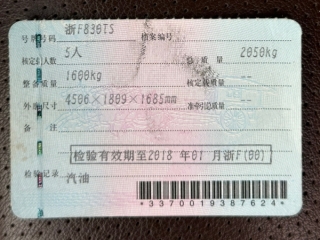 浙F830TS
号牌号码 档案编号
核定载人数 5人 总质量 2050kg
整备质量 1600kg 核定载质量 --
外廓尺寸 4506×1809×1685mm 准牵引总质量 --
备注
检验有效期至2018 年01 月浙F(00)
检验记录 汽油
*3370019387624*